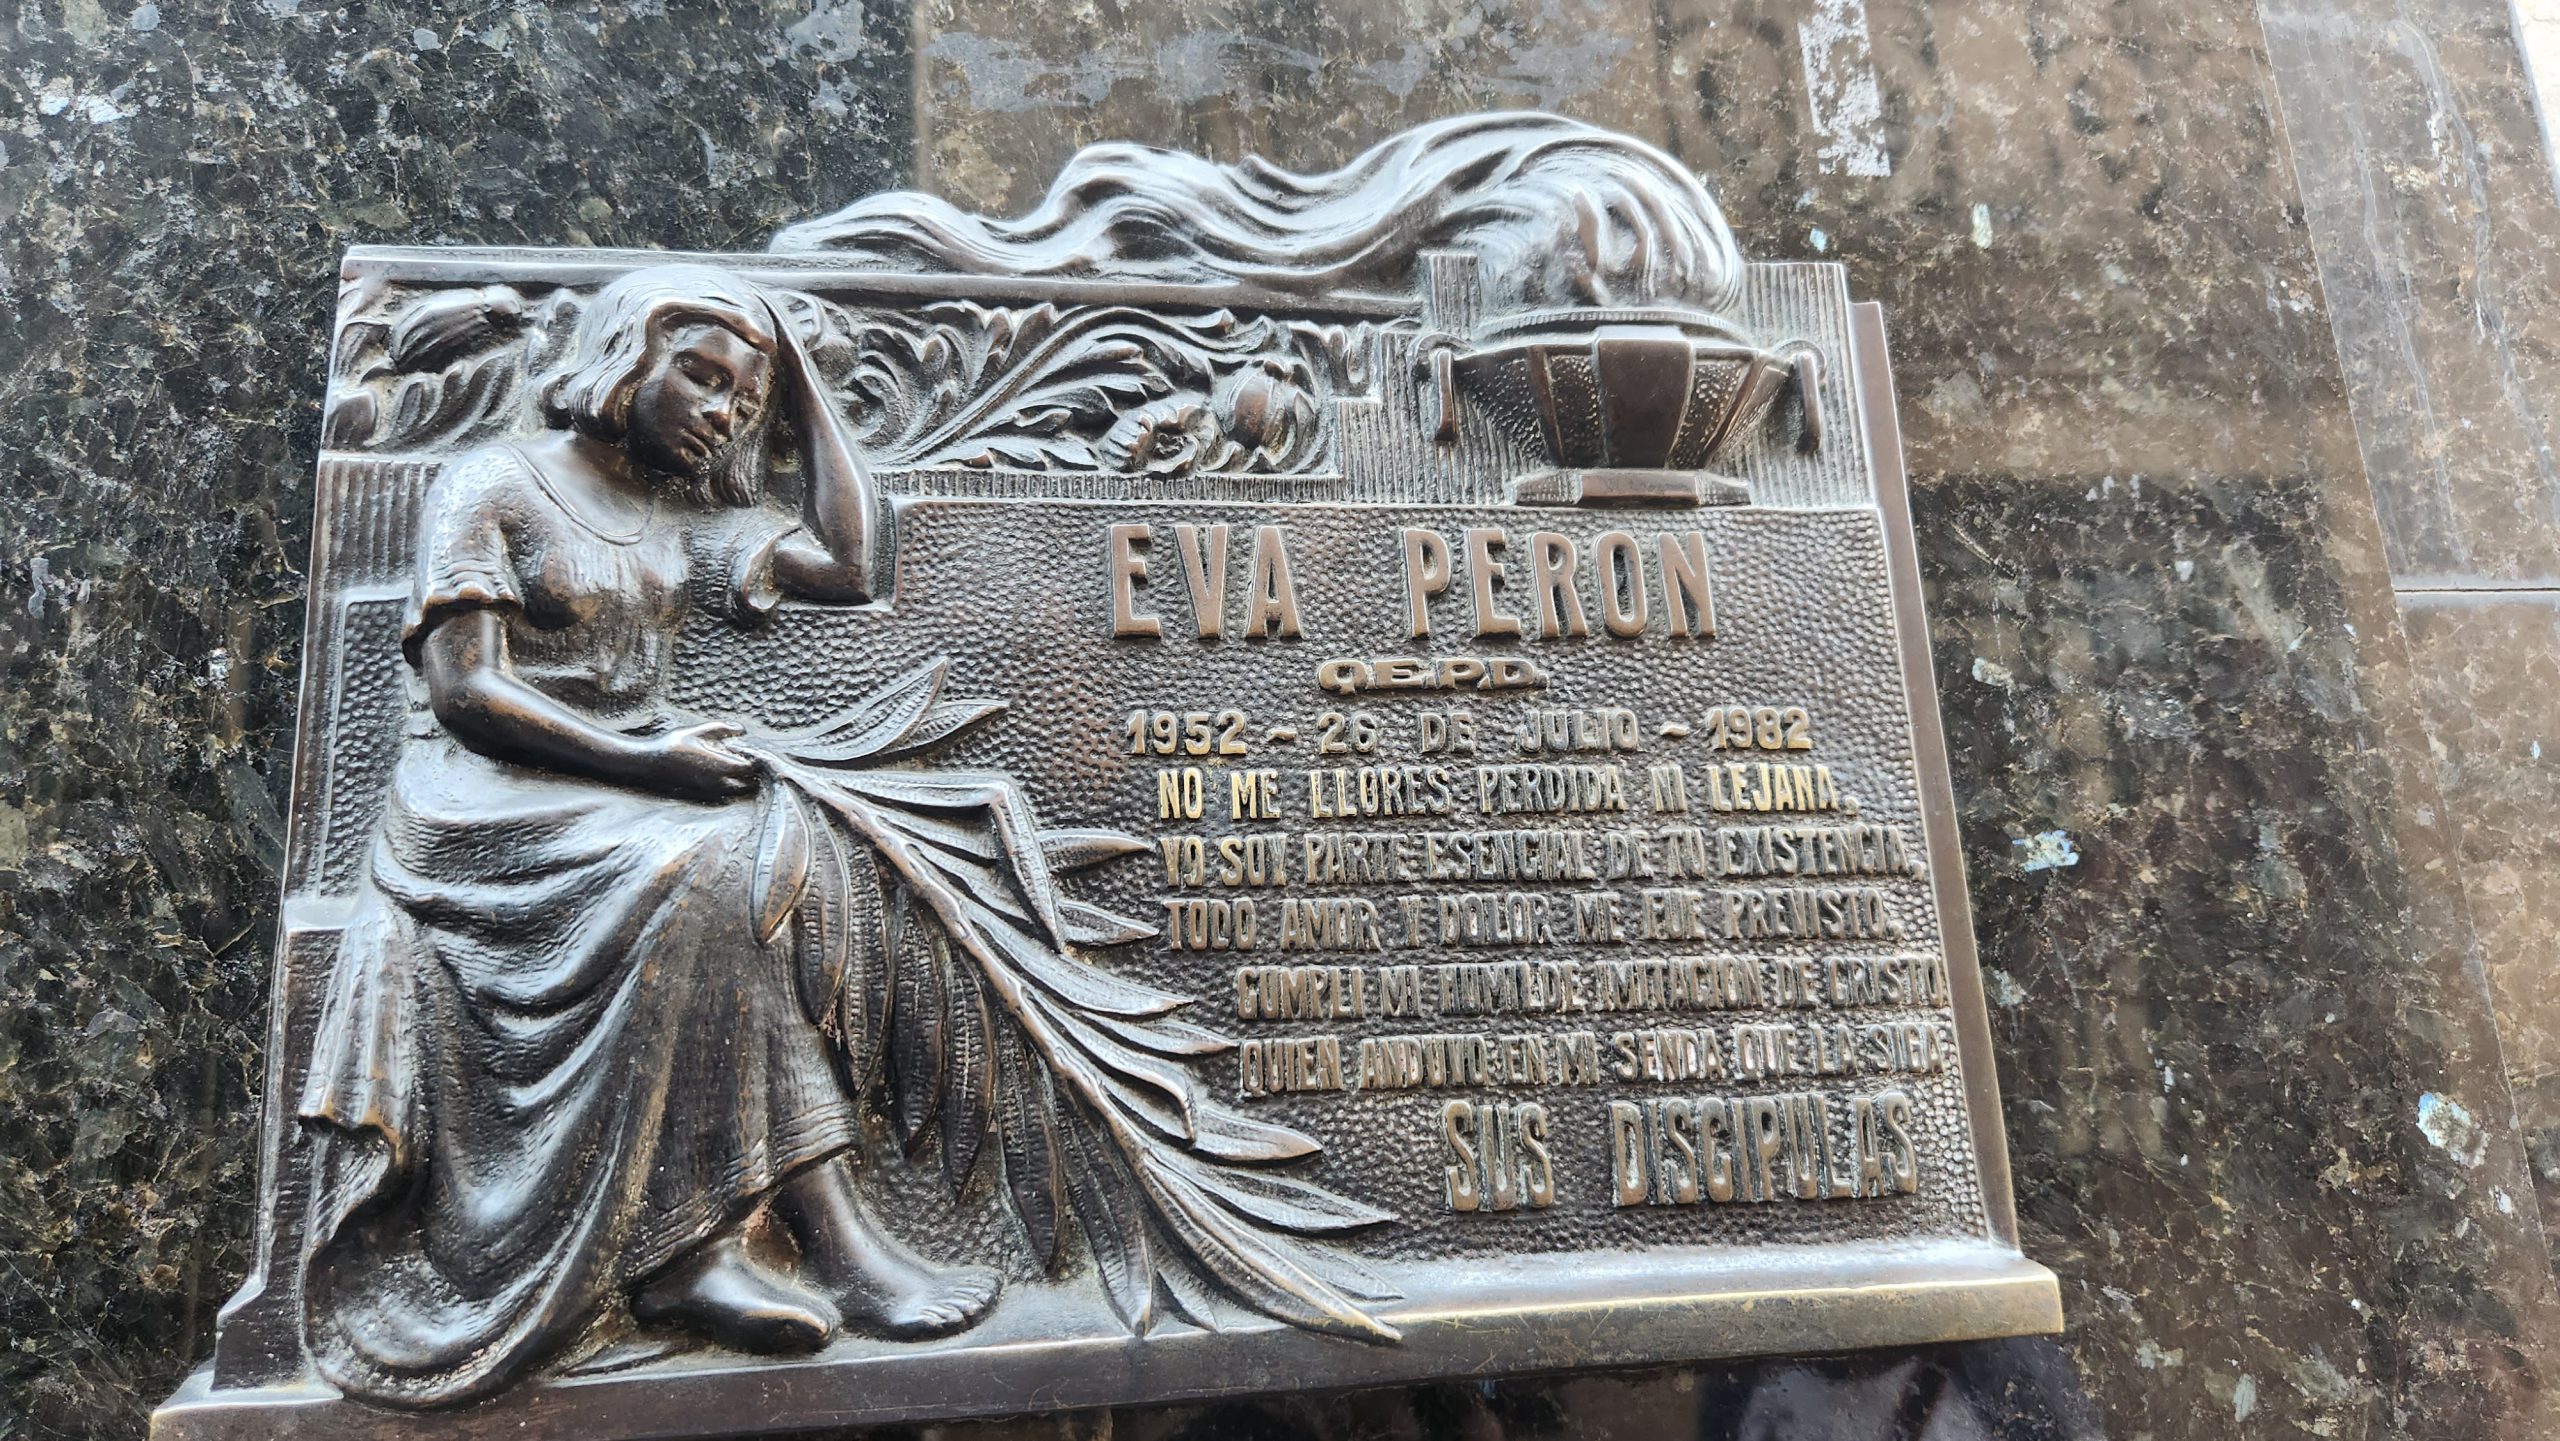 EVA PERON
Q.E.P.D.
1952 ~ 26 DE JULIO ~ 1982
NO ME LLORES PERDIDA NI LEJANA.
YO SOY PARTE ESENCIAL DE TU EXISTENCIA,
TODO AMOR Y DOLOR ME FUE PREVISTO,
CUMPLI MI HUMILDE IMITACION DE CRISTO
QUIEN ANDUVO EN MI SENDA QUE LA SIGA
SUS DISCIPULAS